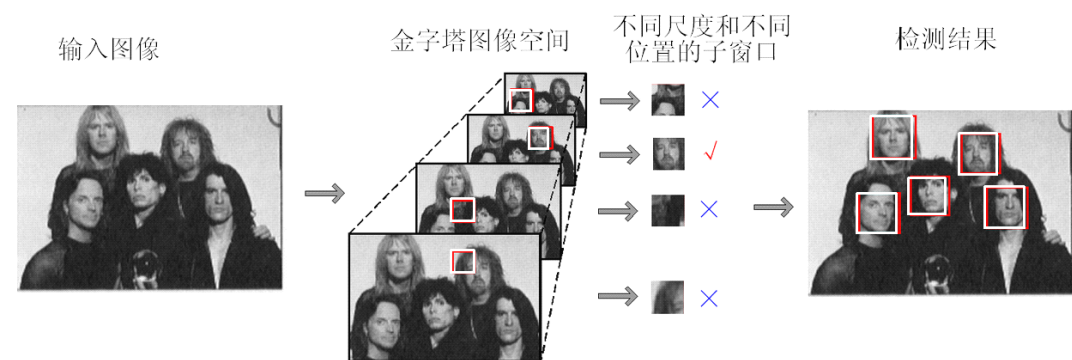 输入图像
金字塔图像空间
不同尺度和不同
位置的子窗口
检测结果